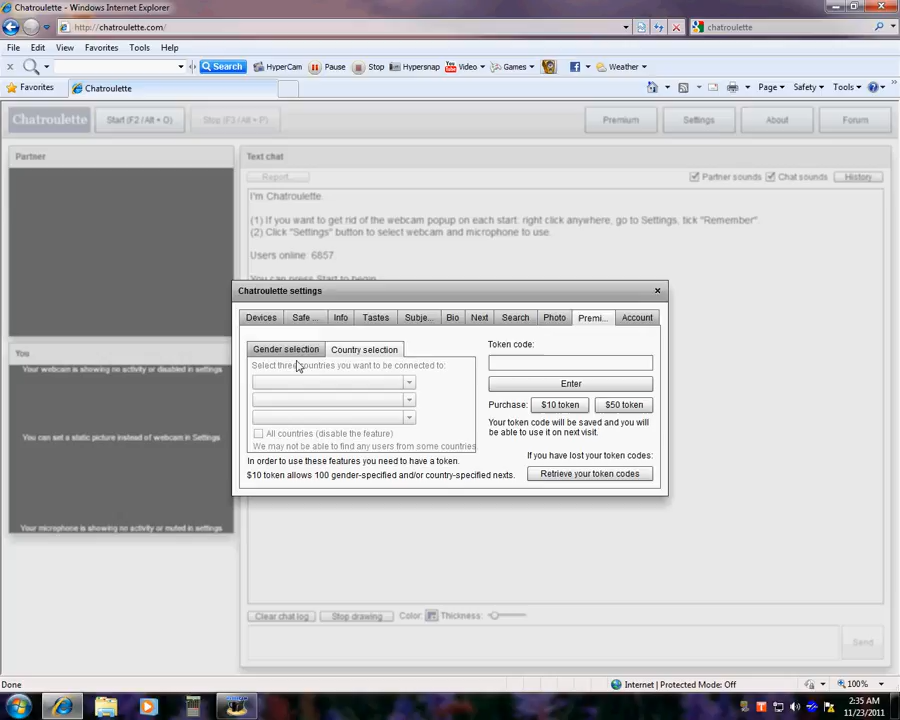 Chatroulette - Windows Internet Explorer
http://chatroulette.com/
chatroulette
File Edit View Favorites Tools Help
Search HyperCam Pause Stop Hypersnap Video Games Weather
Favorites Chatroulette Page Safety Tools
Chatroulette Start (F2 / Alt + O) Stop (F3 / Alt + P) Premium Settings About Forum
Partner
Text chat
Report... Partner sounds Chat sounds History
I'm Chatroulette.
(1) If you want to get rid of the webcam popup on each start: right click anywhere, go to Settings, tick "Remember"
(2) Click "Settings" button to select webcam and microphone to use.
Users online: 6857
You can press Start to begin
Chatroulette settings
Devices Safe ... Info Tastes Subje... Bio Next Search Photo Premi... Account
Gender selection Country selection
Select three countries you want to be connected to:
All countries (disable the feature)
We may not be able to find any users from some countries
In order to use these features you need to have a token.
$10 token allows 100 gender-specified and/or country-specified nexts.
Token code:
Enter
Purchase: $10 token $50 token
Your token code will be saved and you will
be able to use it on next visit.
If you have lost your token codes:
Retrieve your token codes
You
Your webcam is showing no activity or disabled in settings
You can set a static picture instead of webcam in Settings
Your microphone is showing no activity or muted in settings
Clear chat log Stop drawing Color: Thickness:
Send
Done Internet | Protected Mode: Off 100%
2:35 AM
11/23/2011